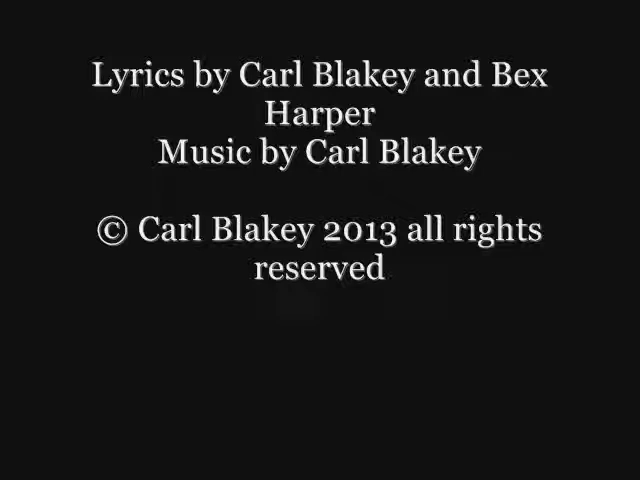 Lyrics by Carl Blakey and Bex
Harper
Music by Carl Blakey
© Carl Blakey 2013 all rights
reserved